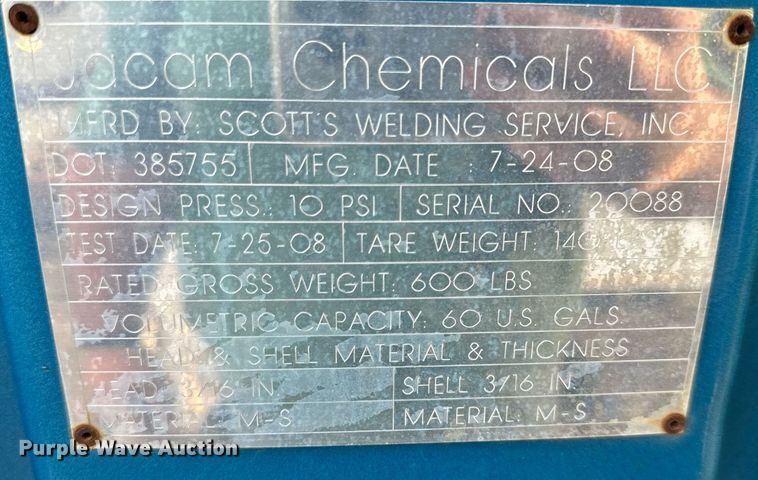 Jacam Chemicals LLC
MFRD BY: SCOTT'S WELDING SERVICE, INC.
DOT: 385755 MFG. DATE : 7-24-08
DESIGN PRESS.: 10 PSI SERIAL NO.: 20088
TEST DATE: 7-25-08 TARE WEIGHT: 140
RATED GROSS WEIGHT: 600 LBS
VOLUMETRIC CAPACITY: 60 U.S. GALS.
HEAD & SHELL MATERIAL & THICKNESS
HEAD 3/16 IN. SHELL 3/16 IN.
MATERIAL: M-S MATERIAL: M-S
Purple Wave Auction